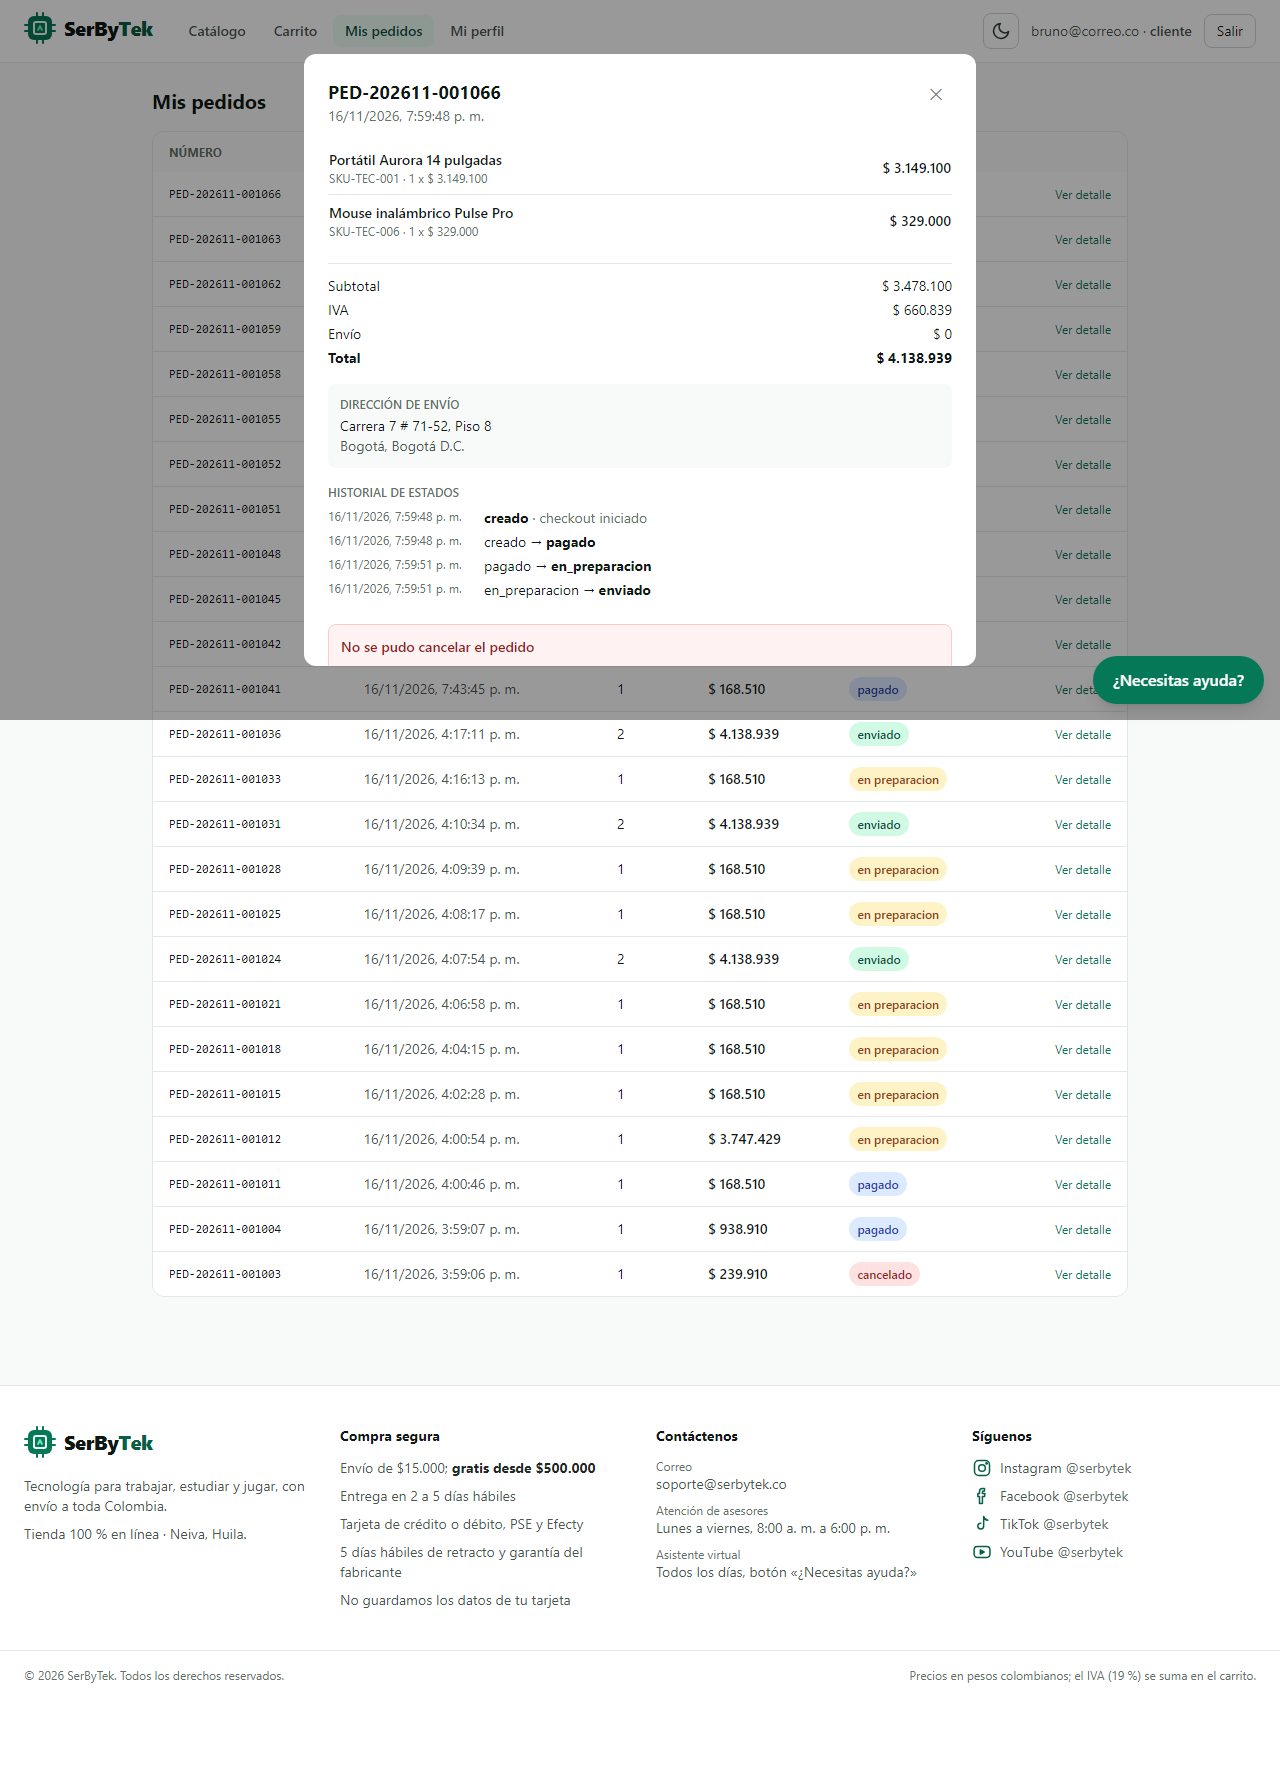 SerByTek
Catálogo
Carrito
Mis pedidos
Mi perfil
bruno@correo.co · cliente
Salir
Mis pedidos
NÚMERO
PED-202611-001066 Ver detalle
PED-202611-001063 Ver detalle
PED-202611-001062 Ver detalle
PED-202611-001059 Ver detalle
PED-202611-001058 Ver detalle
PED-202611-001055 Ver detalle
PED-202611-001052 Ver detalle
PED-202611-001051 Ver detalle
PED-202611-001048 Ver detalle
PED-202611-001045 Ver detalle
PED-202611-001042 Ver detalle
PED-202611-001066
16/11/2026, 7:59:48 p. m.
Portátil Aurora 14 pulgadas
SKU-TEC-001 · 1 x $ 3.149.100
$ 3.149.100
Mouse inalámbrico Pulse Pro
SKU-TEC-006 · 1 x $ 329.000
$ 329.000
Subtotal $ 3.478.100
IVA $ 660.839
Envío $ 0
Total $ 4.138.939
DIRECCIÓN DE ENVÍO
Carrera 7 # 71-52, Piso 8
Bogotá, Bogotá D.C.
HISTORIAL DE ESTADOS
16/11/2026, 7:59:48 p. m. creado · checkout iniciado
16/11/2026, 7:59:48 p. m. creado → pagado
16/11/2026, 7:59:51 p. m. pagado → en_preparacion
16/11/2026, 7:59:51 p. m. en_preparacion → enviado
No se pudo cancelar el pedido
¿Necesitas ayuda?
PED-202611-001041 16/11/2026, 7:43:45 p. m. 1 $ 168.510 pagado Ver deta
PED-202611-001036 16/11/2026, 4:17:11 p. m. 2 $ 4.138.939 enviado Ver detalle
PED-202611-001033 16/11/2026, 4:16:13 p. m. 1 $ 168.510 en preparacion Ver detalle
PED-202611-001031 16/11/2026, 4:10:34 p. m. 2 $ 4.138.939 enviado Ver detalle
PED-202611-001028 16/11/2026, 4:09:39 p. m. 1 $ 168.510 en preparacion Ver detalle
PED-202611-001025 16/11/2026, 4:08:17 p. m. 1 $ 168.510 en preparacion Ver detalle
PED-202611-001024 16/11/2026, 4:07:54 p. m. 2 $ 4.138.939 enviado Ver detalle
PED-202611-001021 16/11/2026, 4:06:58 p. m. 1 $ 168.510 en preparacion Ver detalle
PED-202611-001018 16/11/2026, 4:04:15 p. m. 1 $ 168.510 en preparacion Ver detalle
PED-202611-001015 16/11/2026, 4:02:28 p. m. 1 $ 168.510 en preparacion Ver detalle
PED-202611-001012 16/11/2026, 4:00:54 p. m. 1 $ 3.747.429 en preparacion Ver detalle
PED-202611-001011 16/11/2026, 4:00:46 p. m. 1 $ 168.510 pagado Ver detalle
PED-202611-001004 16/11/2026, 3:59:07 p. m. 1 $ 938.910 pagado Ver detalle
PED-202611-001003 16/11/2026, 3:59:06 p. m. 1 $ 239.910 cancelado Ver detalle
SerByTek
Tecnología para trabajar, estudiar y jugar, con
envío a toda Colombia.
Tienda 100 % en línea · Neiva, Huila.
Compra segura
Envío de $15.000; gratis desde $500.000
Entrega en 2 a 5 días hábiles
Tarjeta de crédito o débito, PSE y Efecty
5 días hábiles de retracto y garantía del
fabricante
No guardamos los datos de tu tarjeta
Contáctenos
Correo
soporte@serbytek.co
Atención de asesores
Lunes a viernes, 8:00 a. m. a 6:00 p. m.
Asistente virtual
Todos los días, botón «¿Necesitas ayuda?»
Síguenos
Instagram @serbytek
Facebook @serbytek
TikTok @serbytek
YouTube @serbytek
© 2026 SerByTek. Todos los derechos reservados.
Precios en pesos colombianos; el IVA (19 %) se suma en el carrito.